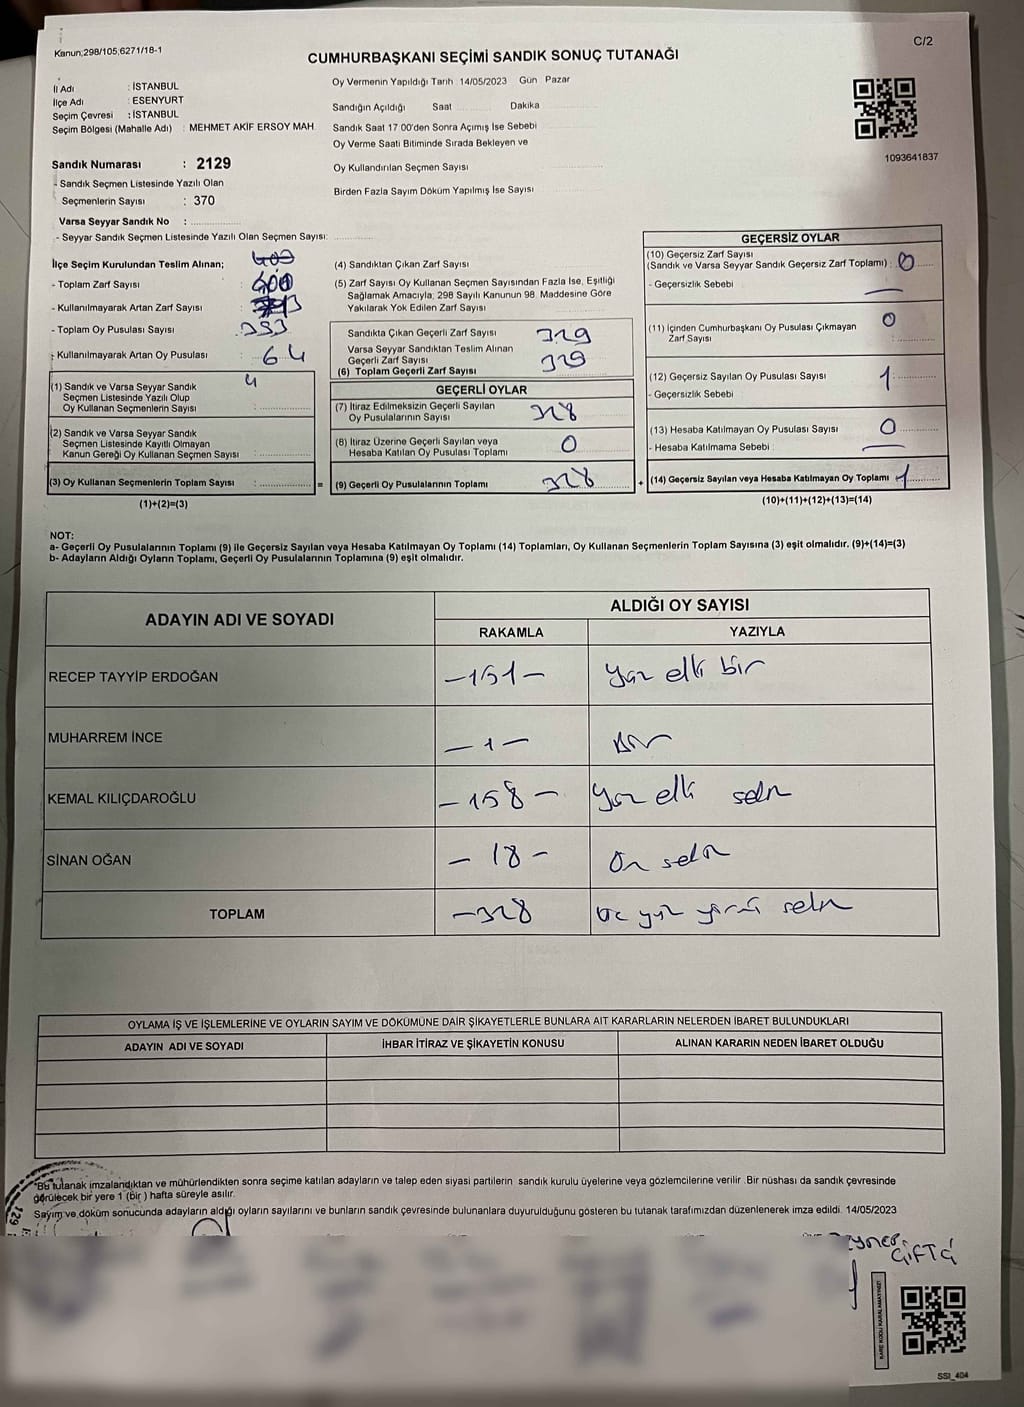 Kanun;298/105;6271/18-1
C/2
CUMHURBAŞKANI SEÇİMİ SANDIK SONUÇ TUTANAĞI
İl Adı : İSTANBUL
İlçe Adı : ESENYURT
Seçim Çevresi : İSTANBUL
Seçim Bölgesi (Mahalle Adı) : MEHMET AKİF ERSOY MAH.
Oy Vermenin Yapıldığı Tarih 14/05/2023 Gün Pazar
Sandığın Açıldığı Saat Dakika
Sandık Saat 17.00'den Sonra Açımış İse Sebebi
Oy Verme Saati Bitiminde Sırada Bekleyen ve
Oy Kullandırılan Seçmen Sayısı
Birden Fazla Sayım Döküm Yapılmış İse Sayısı
1093641837
Sandık Numarası : 2129
- Sandık Seçmen Listesinde Yazılı Olan
Seçmenlerin Sayısı : 370
Varsa Seyyar Sandık No :
- Seyyar Sandık Seçmen Listesinde Yazılı Olan Seçmen Sayısı:
İlçe Seçim Kurulundan Teslim Alınan;
- Toplam Zarf Sayısı : 400
- Kullanılmayarak Artan Zarf Sayısı :
- Toplam Oy Pusulası Sayısı : 393
- Kullanılmayarak Artan Oy Pusulası : 64
4
(1) Sandık ve Varsa Seyyar Sandık
Seçmen Listesinde Yazılı Olup
Oy Kullanan Seçmenlerin Sayısı :
(2) Sandık ve Varsa Seyyar Sandık
Seçmen Listesinde Kayıtlı Olmayan
Kanun Gereği Oy Kullanan Seçmen Sayısı :
(3) Oy Kullanan Seçmenlerin Toplam Sayısı : =
(1)+(2)=(3)
(4) Sandıktan Çıkan Zarf Sayısı
(5) Zarf Sayısı Oy Kullanan Seçmen Sayısından Fazla İse, Eşitliği
Sağlamak Amacıyla; 298 Sayılı Kanunun 98. Maddesine Göre
Yakılarak Yok Edilen Zarf Sayısı
Sandıkta Çıkan Geçerli Zarf Sayısı 329
Varsa Seyyar Sandıktan Teslim Alınan
Geçerli Zarf Sayısı
(6) Toplam Geçerli Zarf Sayısı 329
GEÇERLİ OYLAR
(7) İtiraz Edilmeksizin Geçerli Sayılan
Oy Pusulalarının Sayısı 328
(8) İtiraz Üzerine Geçerli Sayılan veya
Hesaba Katılan Oy Pusulası Toplamı 0
(9) Geçerli Oy Pusulalarının Toplamı 328 +
GEÇERSİZ OYLAR
(10) Geçersiz Zarf Sayısı
(Sandık ve Varsa Seyyar Sandık Geçersiz Zarf Toplamı) : 0
- Geçersizlik Sebebi —
(11) İçinden Cumhurbaşkanı Oy Pusulası Çıkmayan
Zarf Sayısı 0
(12) Geçersiz Sayılan Oy Pusulası Sayısı 1
- Geçersizlik Sebebi
(13) Hesaba Katılmayan Oy Pusulası Sayısı 0
- Hesaba Katılmama Sebebi —
(14) Geçersiz Sayılan veya Hesaba Katılmayan Oy Toplamı 1
(10)+(11)+(12)+(13)=(14)
NOT:
a- Geçerli Oy Pusulalarının Toplamı (9) ile Geçersiz Sayılan veya Hesaba Katılmayan Oy Toplamı (14) Toplamları, Oy Kullanan Seçmenlerin Toplam Sayısına (3) eşit olmalıdır. (9)+(14)=(3)
b- Adayların Aldığı Oyların Toplamı, Geçerli Oy Pusulalarının Toplamına (9) eşit olmalıdır.
ADAYIN ADI VE SOYADI
ALDIĞI OY SAYISI
RAKAMLA YAZIYLA
RECEP TAYYİP ERDOĞAN —151— Yüz elli bir
MUHARREM İNCE —1— Bir
KEMAL KILIÇDAROĞLU —158— Yüz elli sekiz
SİNAN OĞAN —18— On sekiz
TOPLAM —328 üç yüz yirmi sekiz
OYLAMA İŞ VE İŞLEMLERİNE VE OYLARIN SAYIM VE DÖKÜMÜNE DAİR ŞİKAYETLERLE BUNLARA AİT KARARLARIN NELERDEN İBARET BULUNDUKLARI
ADAYIN ADI VE SOYADI İHBAR İTİRAZ VE ŞİKAYETİN KONUSU ALINAN KARARIN NEDEN İBARET OLDUĞU
"Bu tutanak imzalandıktan ve mühürlendikten sonra seçime katılan adayların ve talep eden siyasi partilerin sandık kurulu üyelerine veya gözlemcilerine verilir. Bir nüshası da sandık çevresinde
görülecek bir yere 1 (bir) hafta süreyle asılır.
Sayım ve döküm sonucunda adayların aldığı oyların sayılarını ve bunların sandık çevresinde bulunanlara duyurulduğunu gösteren bu tutanak tarafımızdan düzenlenerek imza edildi. 14/05/2023
ÇİFTÇİ
KARE KODU KARALAMAYINIZ!
SSİ_404